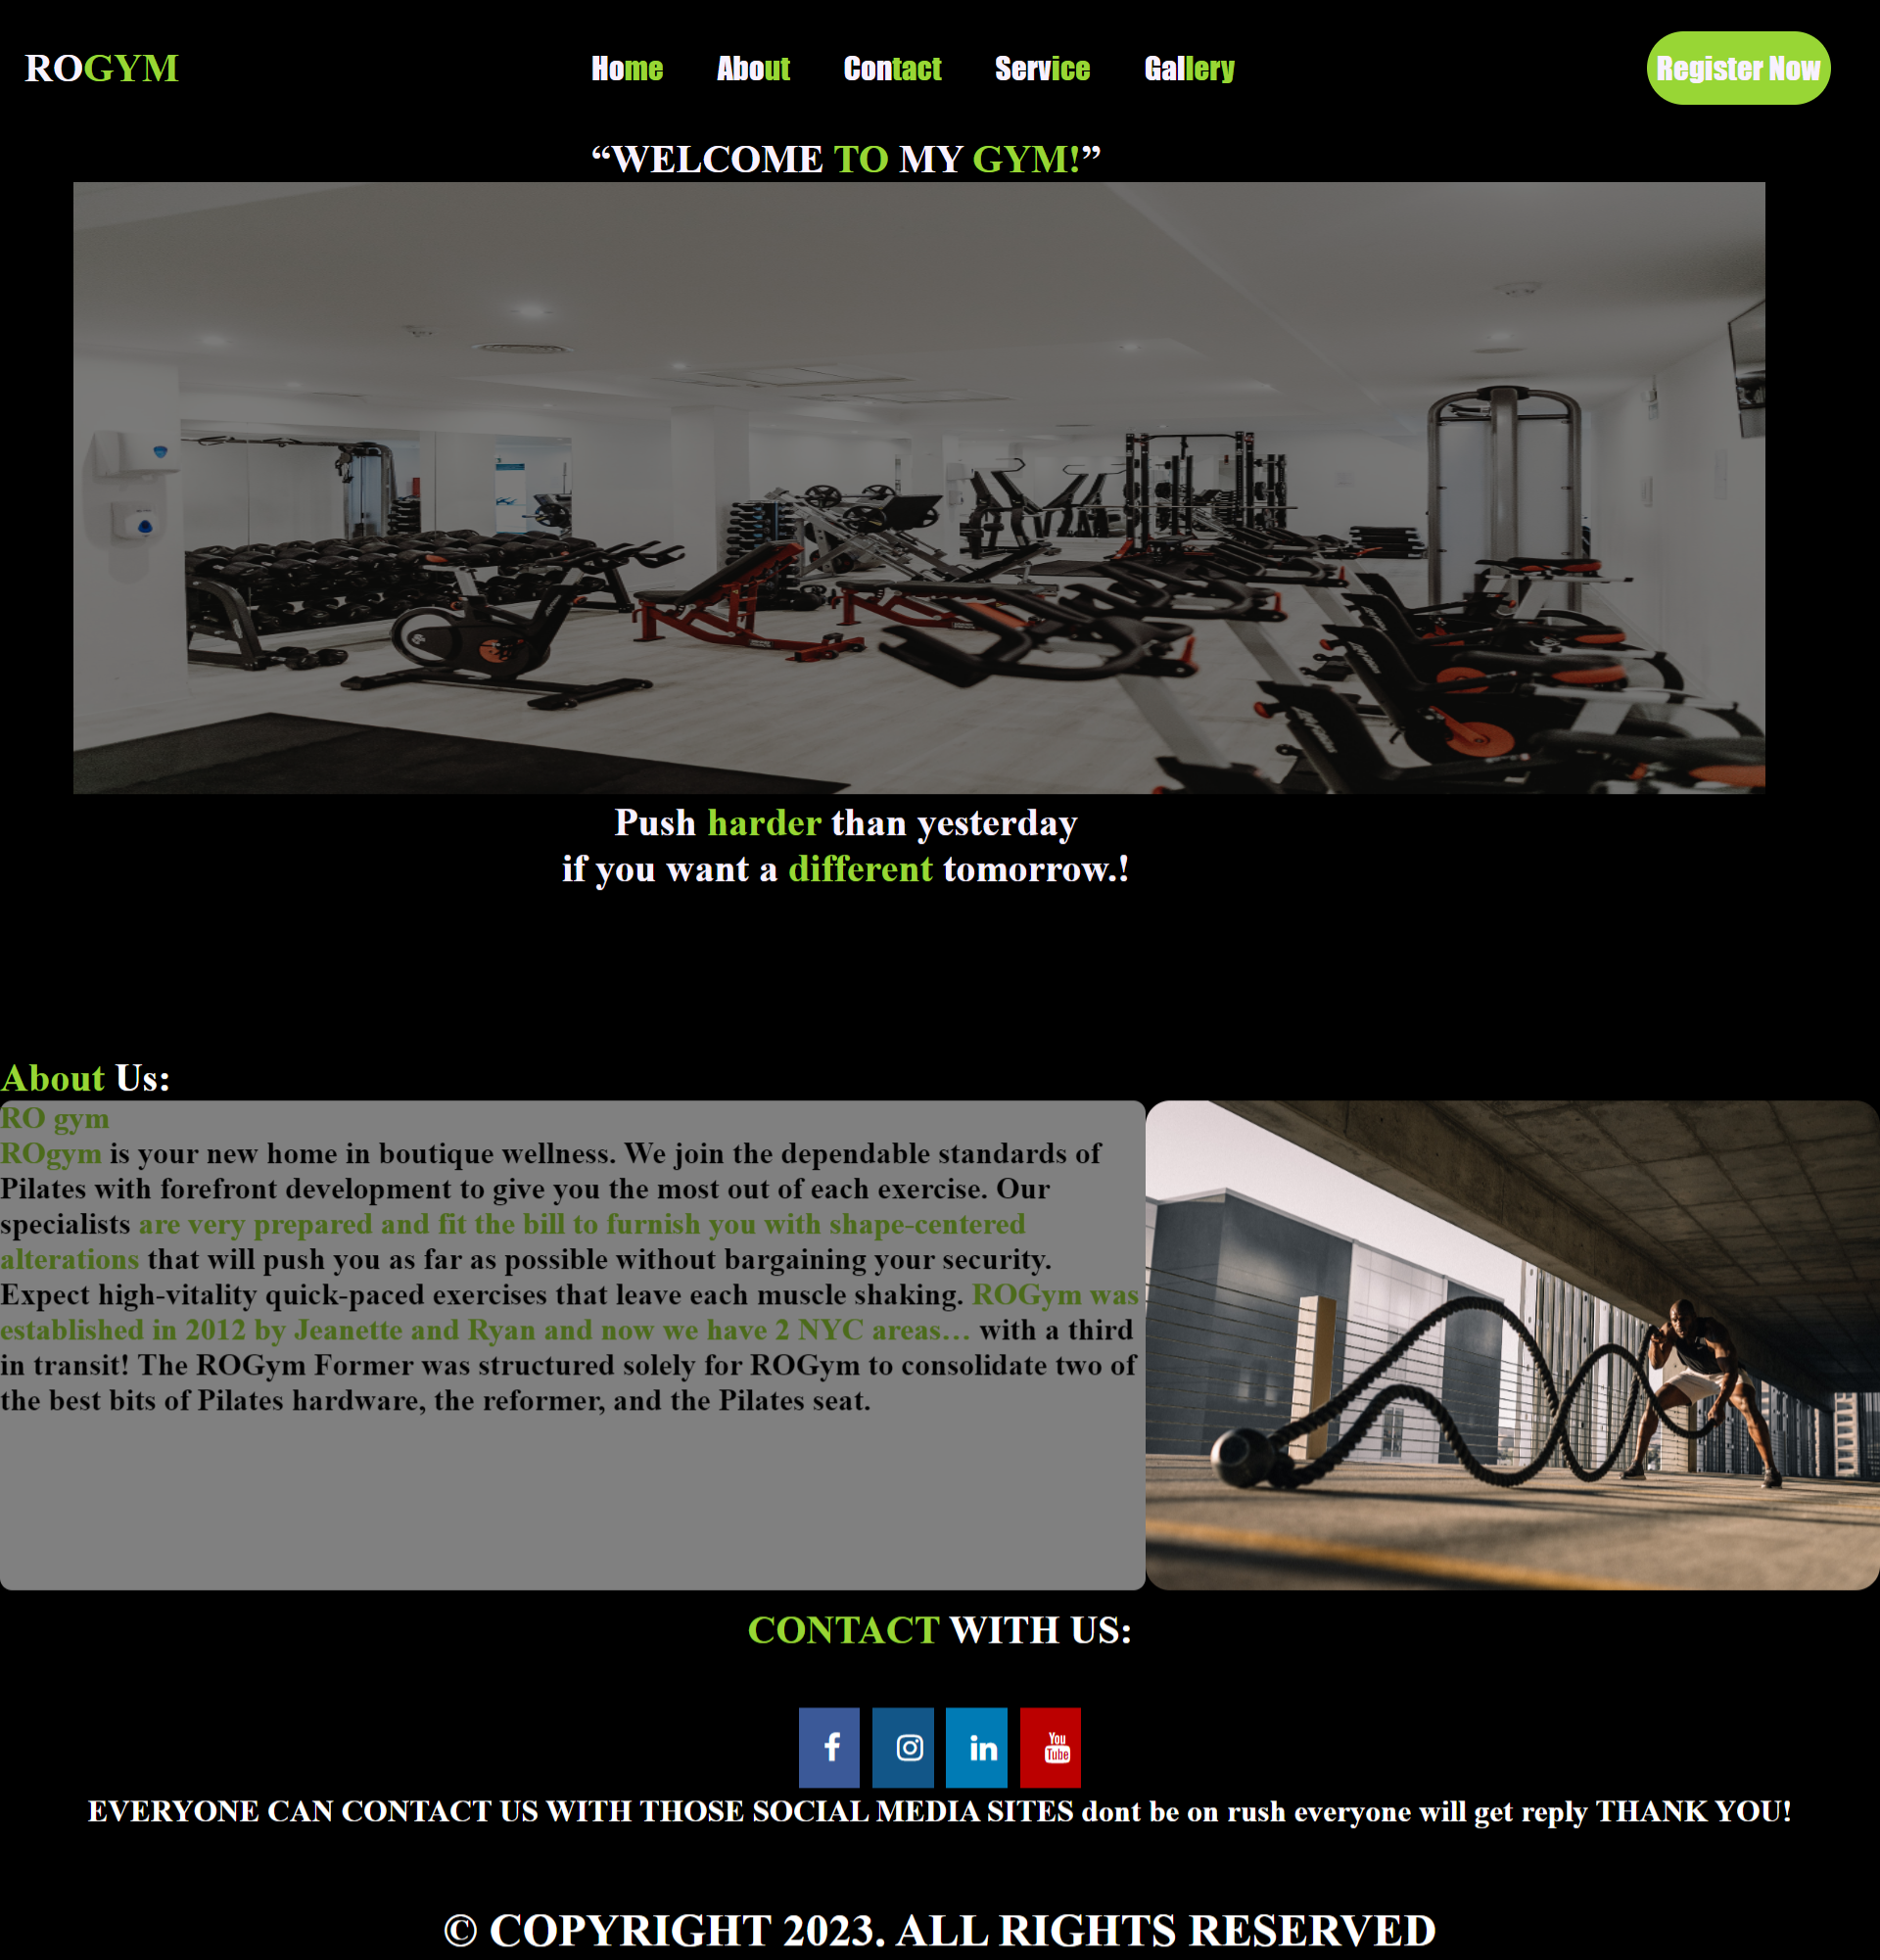 ROGYM
Home About Contact Service Gallery
Register Now
“WELCOME TO MY GYM!”
Push harder than yesterday
if you want a different tomorrow.!
About Us:
RO gym
ROgym is your new home in boutique wellness. We join the dependable standards of
Pilates with forefront development to give you the most out of each exercise. Our
specialists are very prepared and fit the bill to furnish you with shape-centered
alterations that will push you as far as possible without bargaining your security.
Expect high-vitality quick-paced exercises that leave each muscle shaking. ROGym was
established in 2012 by Jeanette and Ryan and now we have 2 NYC areas… with a third
in transit! The ROGym Former was structured solely for ROGym to consolidate two of
the best bits of Pilates hardware, the reformer, and the Pilates seat.
CONTACT WITH US:
You
Tube
EVERYONE CAN CONTACT US WITH THOSE SOCIAL MEDIA SITES dont be on rush everyone will get reply THANK YOU!
© COPYRIGHT 2023. ALL RIGHTS RESERVED